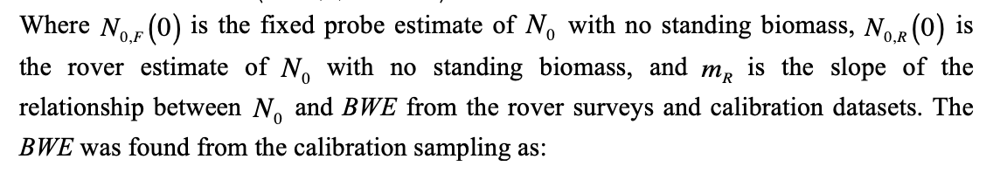 Where N₀,F(0) is the fixed probe estimate of N₀ with no standing biomass, N₀,R(0) is
the rover estimate of N₀ with no standing biomass, and m_R is the slope of the
relationship between N₀ and BWE from the rover surveys and calibration datasets. The
BWE was found from the calibration sampling as: